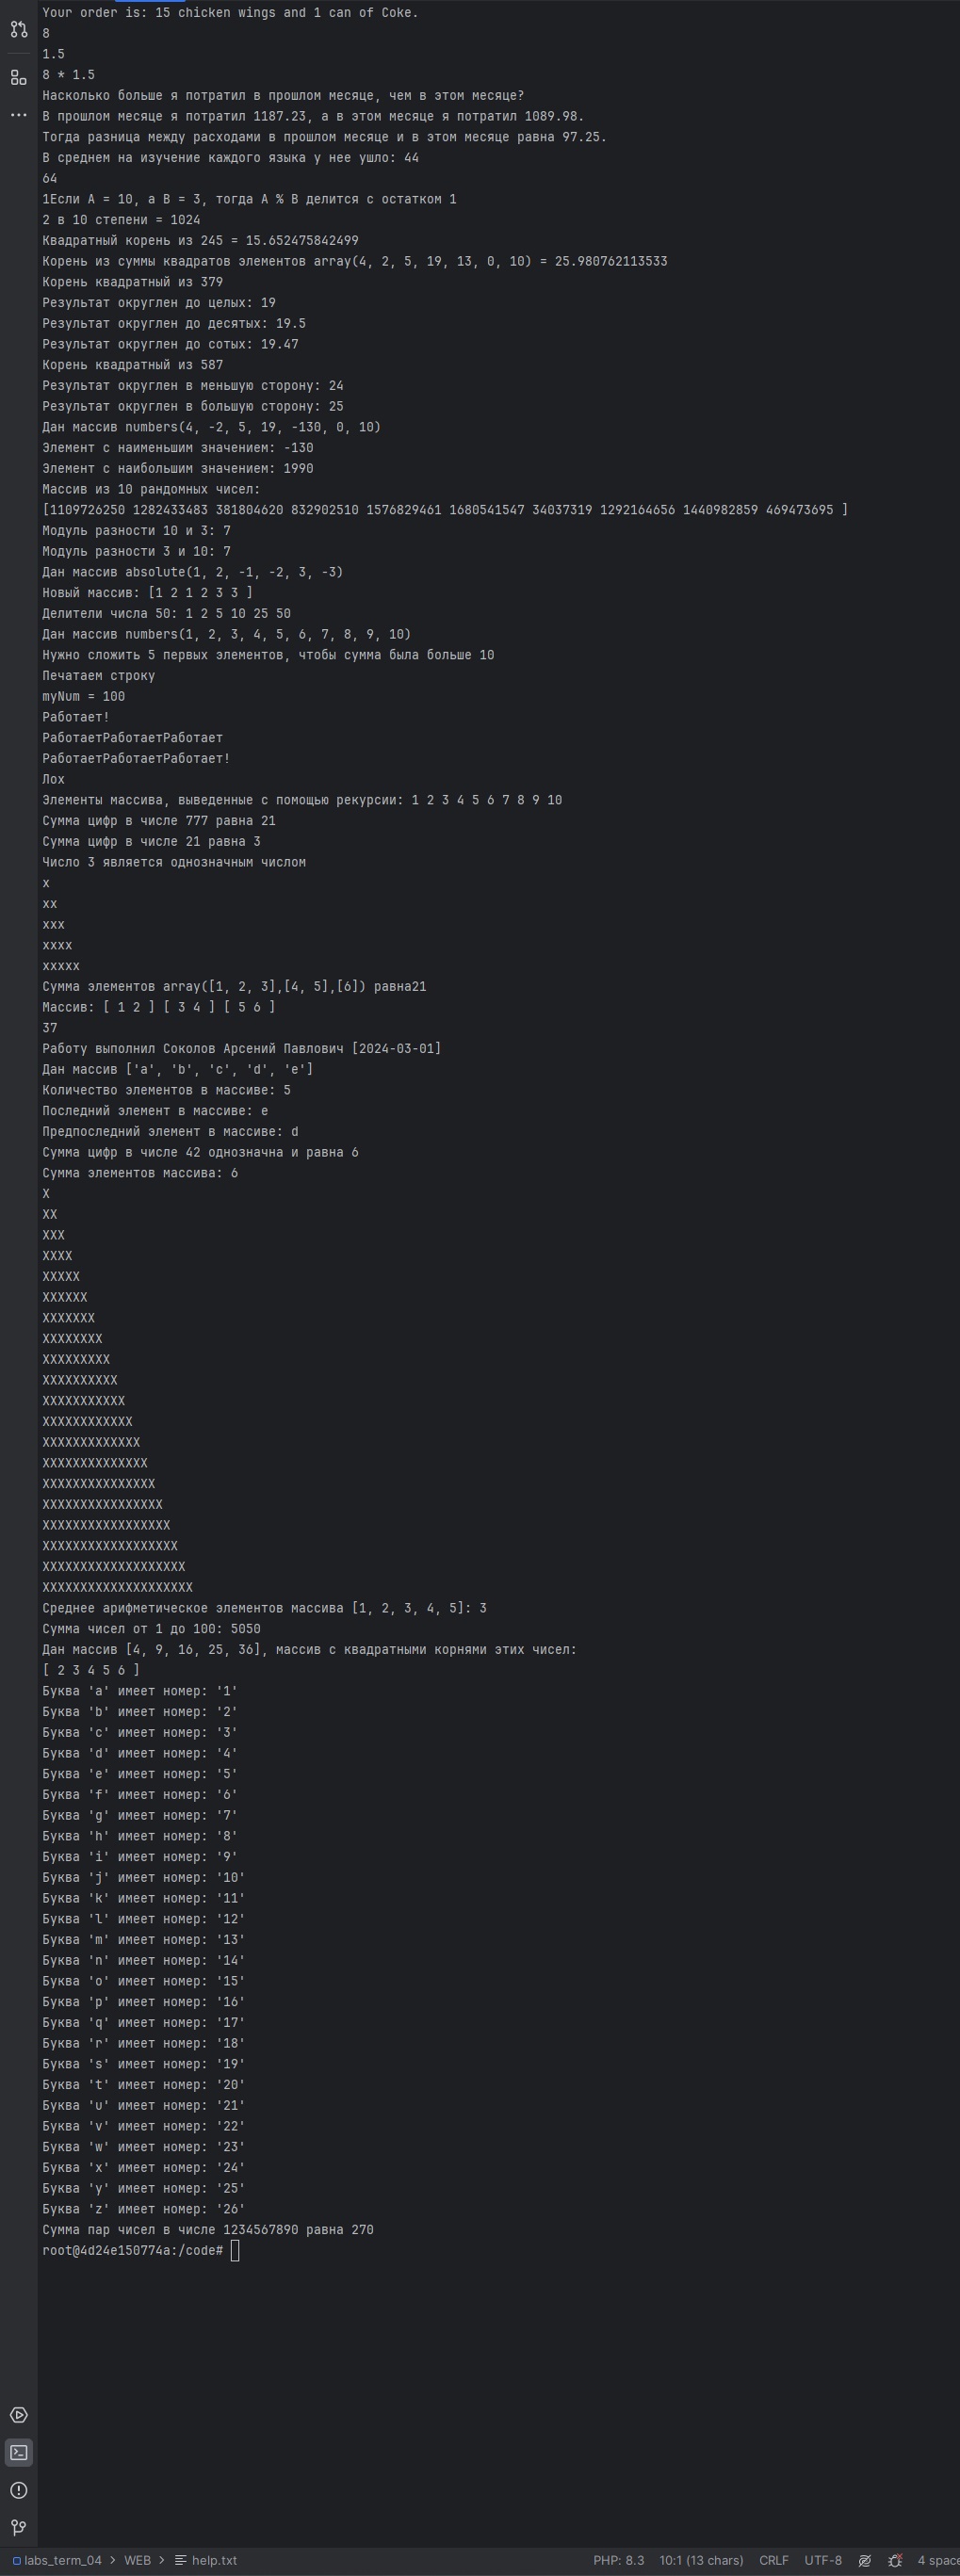 Your order is: 15 chicken wings and 1 can of Coke.
8
1.5
8 * 1.5
Насколько больше я потратил в прошлом месяце, чем в этом месяце?
В прошлом месяце я потратил 1187.23, а в этом месяце я потратил 1089.98.
Тогда разница между расходами в прошлом месяце и в этом месяце равна 97.25.
В среднем на изучение каждого языка у нее ушло: 44
64
1Если A = 10, а B = 3, тогда A % B делится с остатком 1
2 в 10 степени = 1024
Квадратный корень из 245 = 15.652475842499
Корень из суммы квадратов элементов array(4, 2, 5, 19, 13, 0, 10) = 25.980762113533
Корень квадратный из 379
Результат округлен до целых: 19
Результат округлен до десятых: 19.5
Результат округлен до сотых: 19.47
Корень квадратный из 587
Результат округлен в меньшую сторону: 24
Результат округлен в большую сторону: 25
Дан массив numbers(4, -2, 5, 19, -130, 0, 10)
Элемент с наименьшим значением: -130
Элемент с наибольшим значением: 1990
Массив из 10 рандомных чисел:
[1109726250 1282433483 381804620 832902510 1576829461 1680541547 34037319 1292164656 1440982859 469473695 ]
Модуль разности 10 и 3: 7
Модуль разности 3 и 10: 7
Дан массив absolute(1, 2, -1, -2, 3, -3)
Новый массив: [1 2 1 2 3 3 ]
Делители числа 50: 1 2 5 10 25 50
Дан массив numbers(1, 2, 3, 4, 5, 6, 7, 8, 9, 10)
Нужно сложить 5 первых элементов, чтобы сумма была больше 10
Печатаем строку
myNum = 100
Работает!
РаботаетРаботаетРаботает
РаботаетРаботаетРаботает!
Лох
Элементы массива, выведенные с помощью рекурсии: 1 2 3 4 5 6 7 8 9 10
Сумма цифр в числе 777 равна 21
Сумма цифр в числе 21 равна 3
Число 3 является однозначным числом
x
xx
xxx
xxxx
xxxxx
Сумма элементов array([1, 2, 3],[4, 5],[6]) равна21
Массив: [ 1 2 ] [ 3 4 ] [ 5 6 ]
37
Работу выполнил Соколов Арсений Павлович [2024-03-01]
Дан массив ['a', 'b', 'c', 'd', 'e']
Количество элементов в массиве: 5
Последний элемент в массиве: e
Предпоследний элемент в массиве: d
Сумма цифр в числе 42 однозначна и равна 6
Сумма элементов массива: 6
X
XX
XXX
XXXX
XXXXX
XXXXXX
XXXXXXX
XXXXXXXX
XXXXXXXXX
XXXXXXXXXX
XXXXXXXXXXX
XXXXXXXXXXXX
XXXXXXXXXXXXX
XXXXXXXXXXXXXX
XXXXXXXXXXXXXXX
XXXXXXXXXXXXXXXX
XXXXXXXXXXXXXXXXX
XXXXXXXXXXXXXXXXXX
XXXXXXXXXXXXXXXXXXX
XXXXXXXXXXXXXXXXXXXX
Среднее арифметическое элементов массива [1, 2, 3, 4, 5]: 3
Сумма чисел от 1 до 100: 5050
Дан массив [4, 9, 16, 25, 36], массив с квадратными корнями этих чисел:
[ 2 3 4 5 6 ]
Буква 'a' имеет номер: '1'
Буква 'b' имеет номер: '2'
Буква 'c' имеет номер: '3'
Буква 'd' имеет номер: '4'
Буква 'e' имеет номер: '5'
Буква 'f' имеет номер: '6'
Буква 'g' имеет номер: '7'
Буква 'h' имеет номер: '8'
Буква 'i' имеет номер: '9'
Буква 'j' имеет номер: '10'
Буква 'k' имеет номер: '11'
Буква 'l' имеет номер: '12'
Буква 'm' имеет номер: '13'
Буква 'n' имеет номер: '14'
Буква 'o' имеет номер: '15'
Буква 'p' имеет номер: '16'
Буква 'q' имеет номер: '17'
Буква 'r' имеет номер: '18'
Буква 's' имеет номер: '19'
Буква 't' имеет номер: '20'
Буква 'u' имеет номер: '21'
Буква 'v' имеет номер: '22'
Буква 'w' имеет номер: '23'
Буква 'x' имеет номер: '24'
Буква 'y' имеет номер: '25'
Буква 'z' имеет номер: '26'
Сумма пар чисел в числе 1234567890 равна 270
root@4d24e150774a:/code#
labs_term_04 > WEB > help.txt PHP: 8.3 10:1 (13 chars) CRLF UTF-8 4 space